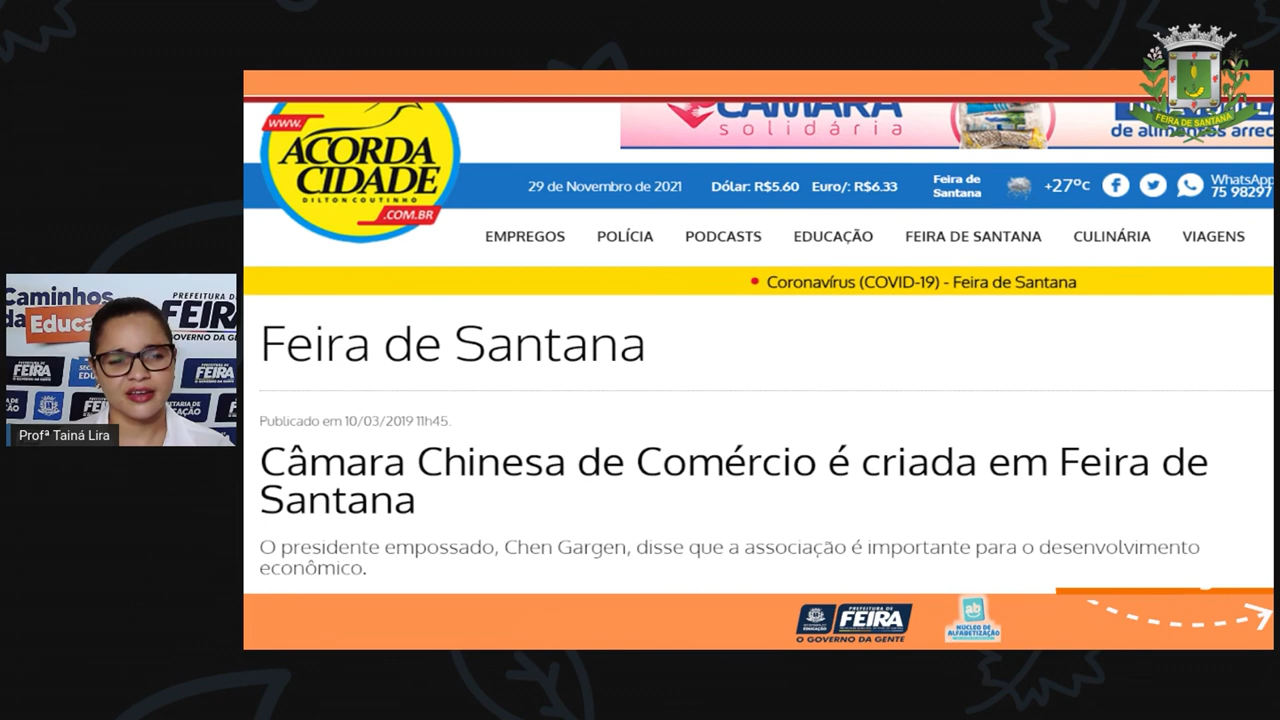 FEIRA DE SANTANA
CÂMARA
solidária
de alimentos arrec
WWW.
ACORDA
CIDADE
DILTON COUTINHO
.COM.BR
29 de Novembro de 2021 Dólar: R$5.60 Euro/: R$6.33 Feira de Santana +27ºC WhatsApp
75 98297
EMPREGOS POLÍCIA PODCASTS EDUCAÇÃO FEIRA DE SANTANA CULINÁRIA VIAGENS
Coronavírus (COVID-19) - Feira de Santana
Feira de Santana
Publicado em 10/03/2019 11h45.
Câmara Chinesa de Comércio é criada em Feira de
Santana
O presidente empossado, Chen Gargen, disse que a associação é importante para o desenvolvimento
econômico.
Caminhos
da Educa
PREFEITURA DE
FEIRA
GOVERNO DA GENTE
FEIRA
FEIRA
Profª Tainá Lira
PREFEITURA DE
FEIRA
O GOVERNO DA GENTE
ab
NÚCLEO DE
ALFABETIZAÇÃO